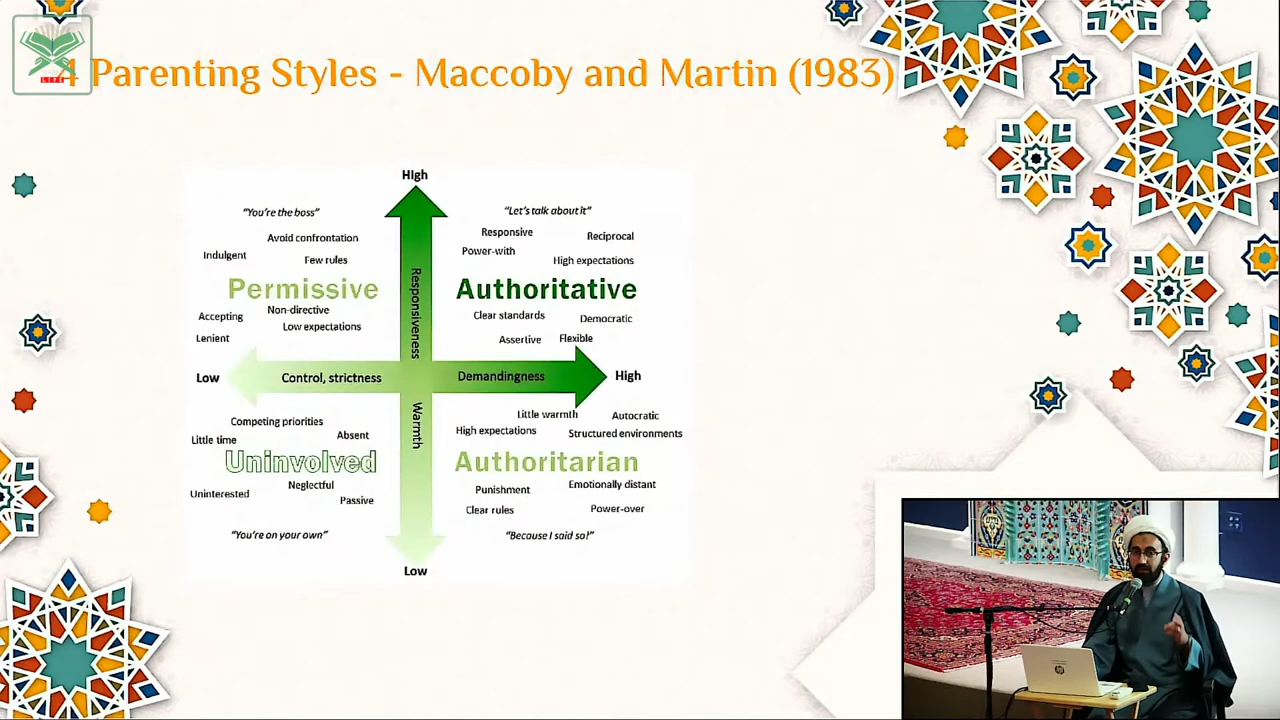 4 Parenting Styles - Maccoby and Martin (1983)
LIFE
High
"You're the boss"
Avoid confrontation
Indulgent
Few rules
Permissive
Non-directive
Accepting
Low expectations
Lenient
"Let's talk about it"
Responsive
Reciprocal
Power-with
High expectations
Authoritative
Clear standards
Democratic
Assertive
Flexible
Responsiveness
Low
Control, strictness
Demandingness
High
Warmth
Competing priorities
Little time
Absent
Uninvolved
Neglectful
Uninterested
Passive
"You're on your own"
Little warmth
Autocratic
High expectations
Structured environments
Authoritarian
Punishment
Emotionally distant
Clear rules
Power-over
"Because I said so!"
Low